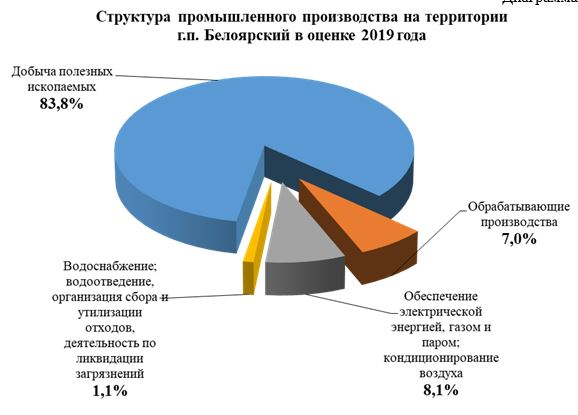 Диаграмма
Структура промышленного производства на территории
г.п. Белоярский в оценке 2019 года
Добыча полезных
ископаемых
83,8%
Обрабатывающие
производства
7,0%
Водоснабжение;
водоотведение,
организация сбора и
утилизации
отходов,
деятельность по
ликвидации
загрязнений
1,1%
Обеспечение
электрической
энергией, газом и
паром;
кондиционирование
воздуха
8,1%